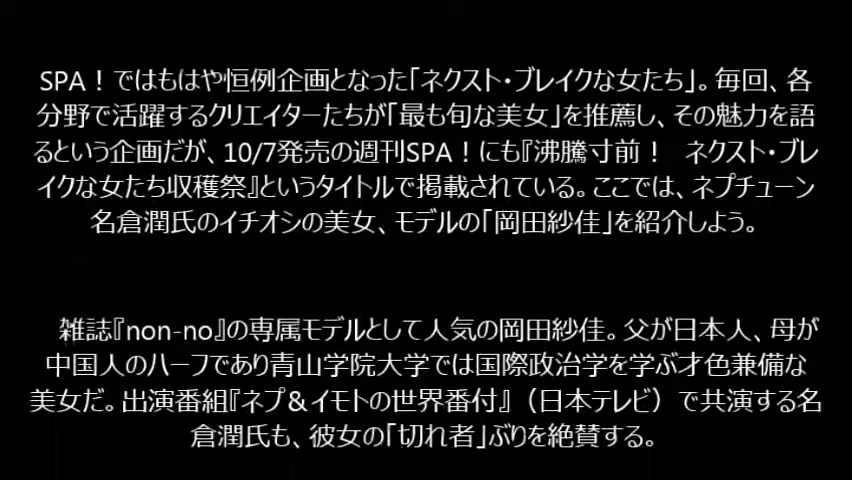 SPA！ではもはや恒例企画となった「ネクスト・ブレイクな女たち」。毎回、各
分野で活躍するクリエイターたちが「最も旬な美女」を推薦し、その魅力を語
るという企画だが、10/7発売の週刊SPA！にも『沸騰寸前！　ネクスト・ブレ
イクな女たち収穫祭』というタイトルで掲載されている。ここでは、ネプチューン
名倉潤氏のイチオシの美女、モデルの「岡田紗佳」を紹介しよう。
雑誌『non-no』の専属モデルとして人気の岡田紗佳。父が日本人、母が
中国人のハーフであり青山学院大学では国際政治学を学ぶ才色兼備な
美女だ。出演番組『ネプ＆イモトの世界番付』（日本テレビ）で共演する名
倉潤氏も、彼女の「切れ者」ぶりを絶賛する。